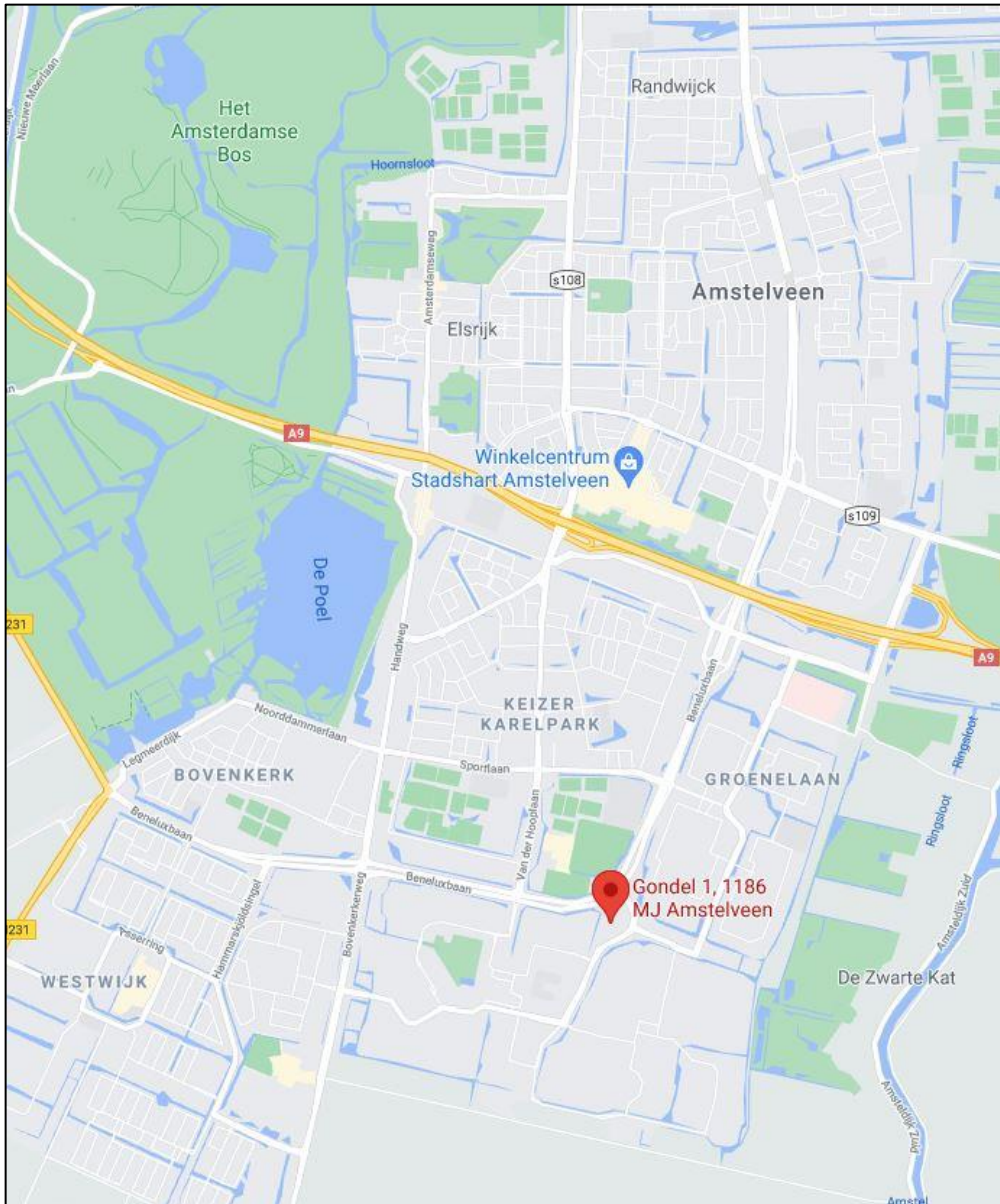 Nieuwe Meerlaan
Het
Amsterdamse
Bos
Randwijck
Hoornsloot
Amsterdamseweg
s108
Amstelveen
Elsrijk
A9
Winkelcentrum
Stadshart Amstelveen
s109
De Poel
231
Handweg
A9
Beneluxbaan
KEIZER
KARELPARK
Noorddammerlaan
Legmeerdijk
BOVENKERK
Sportlaan
GROENELAAN
Ringsloot
Ringsloot
Beneluxbaan
Van der Hooplaan
Beneluxbaan
Gondel 1, 1186
MJ Amstelveen
Hammarskjöldsingel
Bovenkerkerweg
231
Ysserring
WESTWIJK
De Zwarte Kat
Amsteldijk Zuid
Amsteldijk Zuid
Amstel